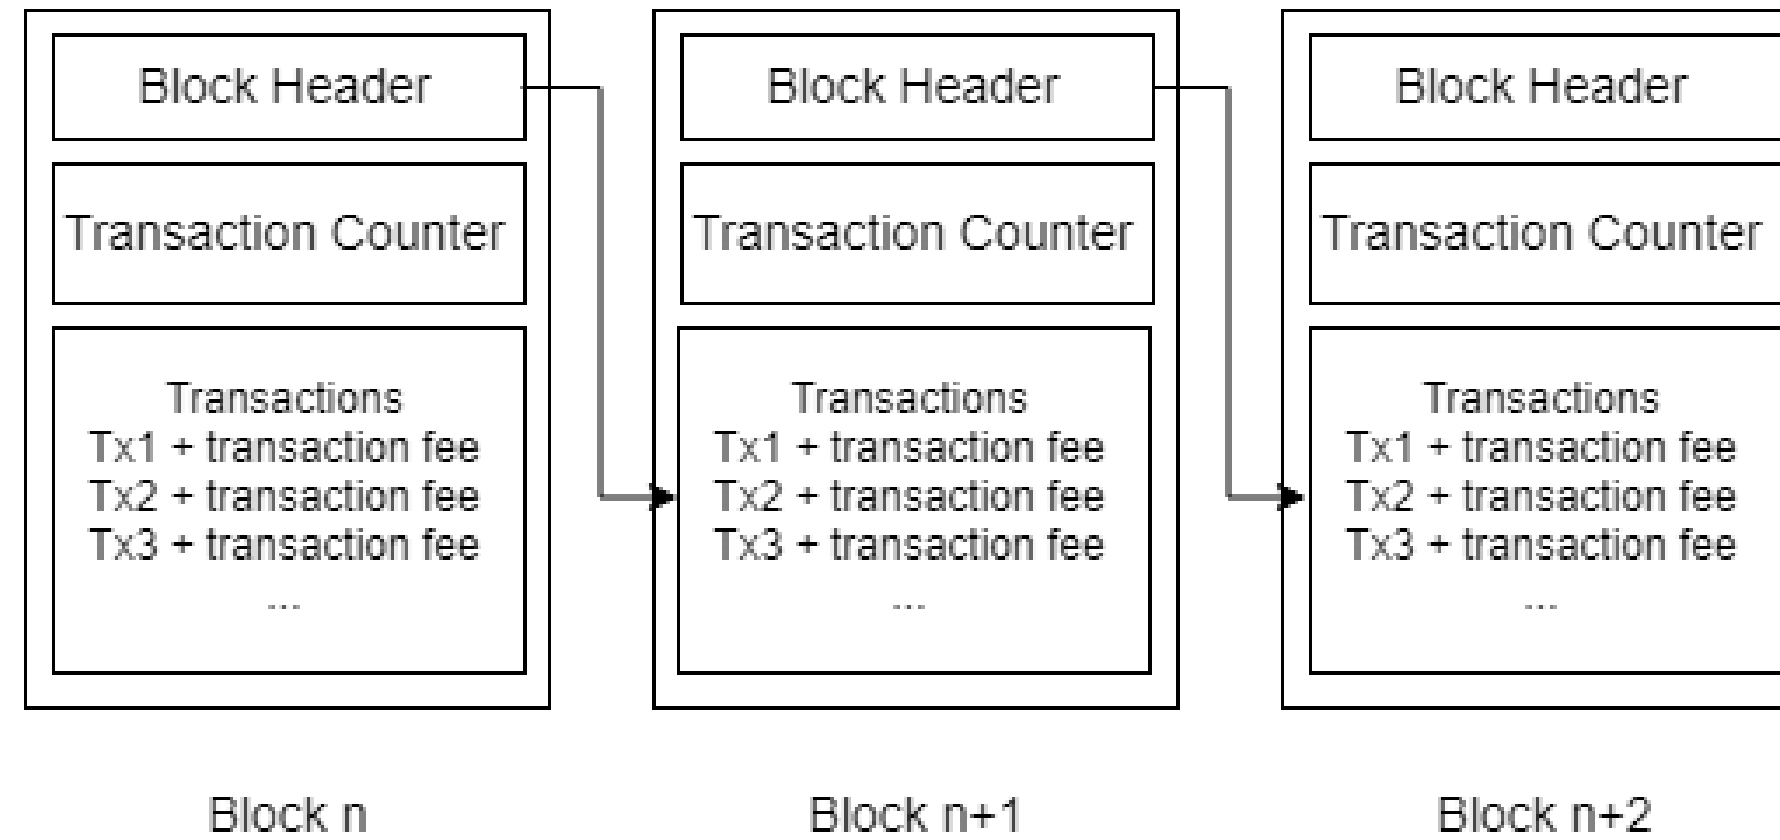 Block Header
Transaction Counter
Transactions
Tx1 + transaction fee
Tx2 + transaction fee
Tx3 + transaction fee
...
Block n
Block Header
Transaction Counter
Transactions
Tx1 + transaction fee
Tx2 + transaction fee
Tx3 + transaction fee
...
Block n+1
Block Header
Transaction Counter
Transactions
Tx1 + transaction fee
Tx2 + transaction fee
Tx3 + transaction fee
...
Block n+2